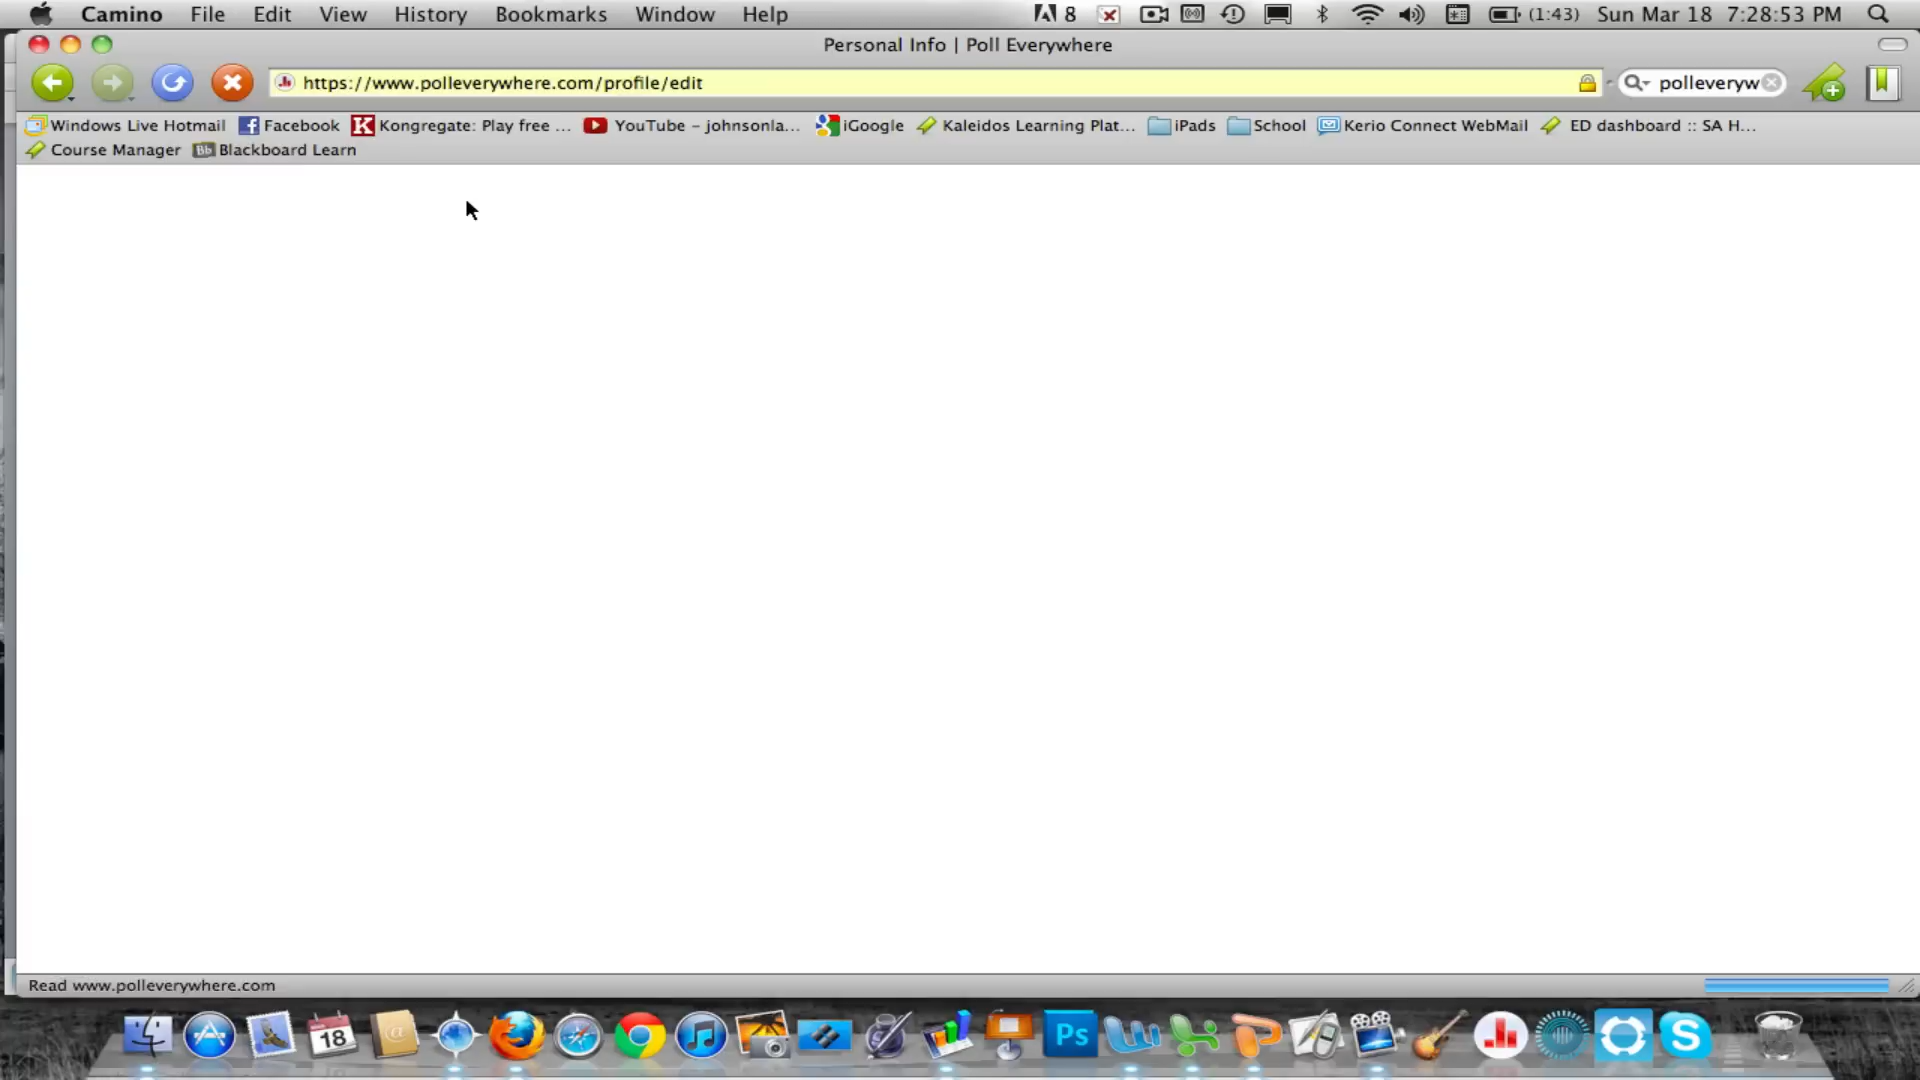 Camino File Edit View History Bookmarks Window Help 8 (1:43) Sun Mar 18 7:28:53 PM
Personal Info | Poll Everywhere
https://www.polleverywhere.com/profile/edit polleveryw
Windows Live Hotmail Facebook Kongregate: Play free ... YouTube - johnsonla... iGoogle Kaleidos Learning Plat... iPads School Kerio Connect WebMail ED dashboard :: SA H...
Course Manager Bb Blackboard Learn
Read www.polleverywhere.com
18 @ Ps